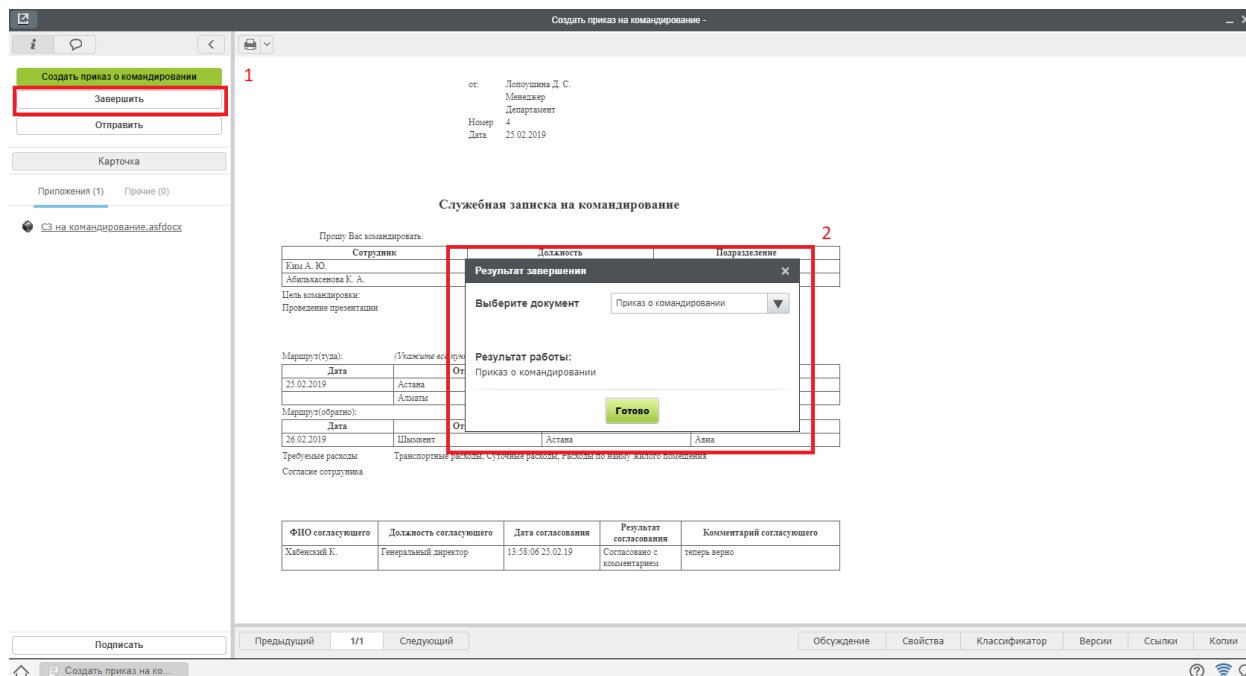 Создать приказ на командирование -
i
Создать приказ о командировании
Завершить
Отправить
Карточка
Приложения (1) Прочие (0)
СЗ на командирование.asfdocx
1
от: Лопоушина Д. С.
Менеджер
Департамент
Номер 4
Дата 25.02.2019
Служебная записка на командирование
2
Прошу Вас командировать:
Сотрудник Должность Подразделение
Ким А. Ю.
Абильхасенова К. А.
Цель командировки:
Проведение презентации
Результат завершения
Выберите документ Приказ о командировании
Результат работы:
Приказ о командировании
Готово
Маршрут(туда): (Укажите все
Дата От
25.02.2019 Астана
Алматы
Маршрут(обратно):
Дата От
26.02.2019 Шымкент Астана Авиа
Требуемые расходы Транспортные расходы, Суточные расходы, Расходы по найму жилого помещения
Согласие сотрудника
ФИО согласующего Должность согласующего Дата согласования Результат согласования Комментарий согласующего
Хабенский К. Генеральный директор 13:58:06 25.02.19 Согласовано с комментарием теперь верно
Подписать
Предыдущий 1/1 Следующий Обсуждение Свойства Классификатор Версии Ссылки Копии
Создать приказ на ко...